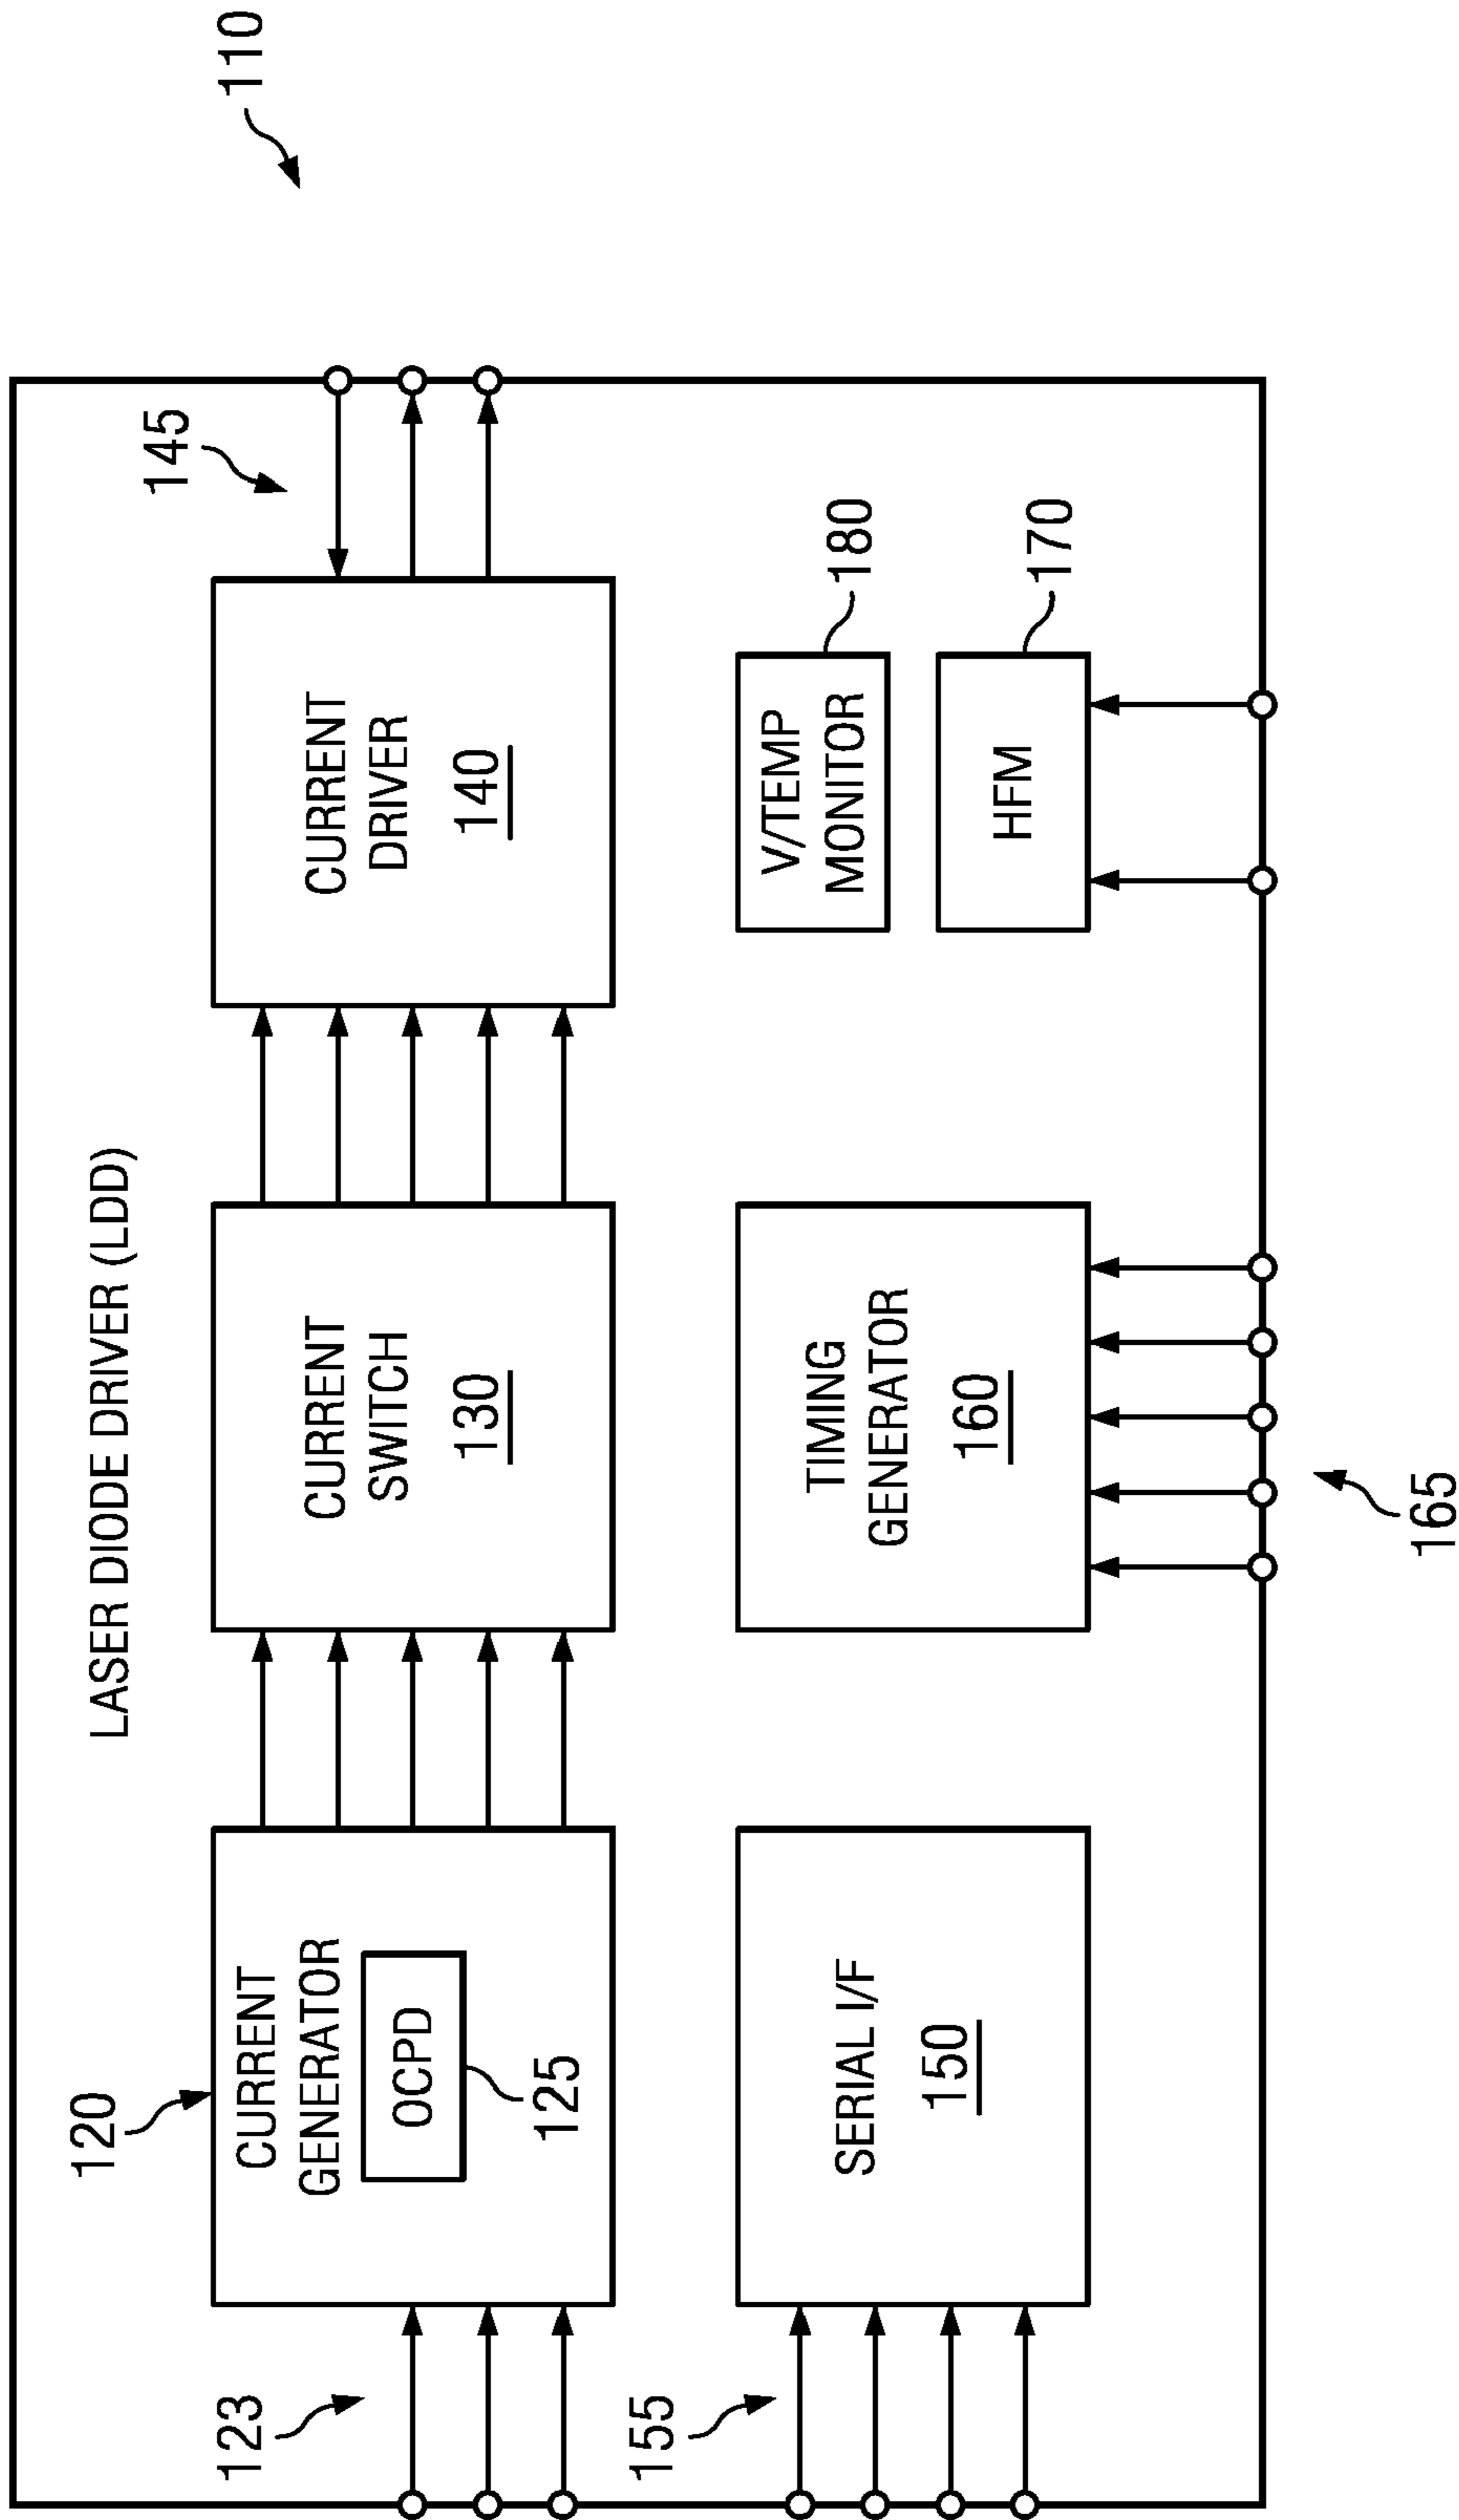 110
LASER DIODE DRIVER (LDD)
120
CURRENT
GENERATOR
OCPD
125
CURRENT
SWITCH
130
CURRENT
DRIVER
140
145
123
155
SERIAL I/F
150
TIMING
GENERATOR
160
165
V/TEMP
MONITOR
180
HFM
170